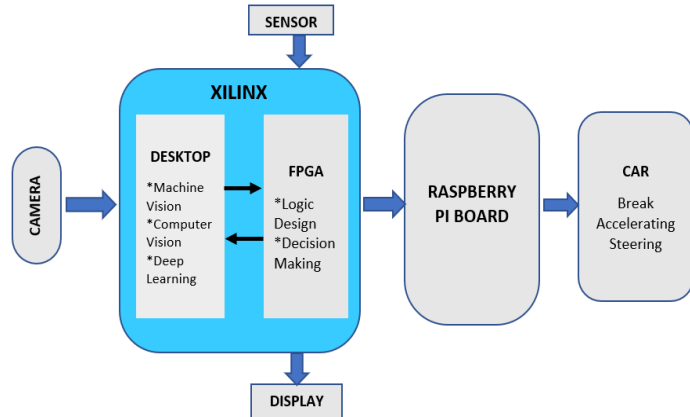 SENSOR
XILINX
CAMERA
DESKTOP
*Machine
Vision
*Computer
Vision
*Deep
Learning
FPGA
*Logic
Design
*Decision
Making
RASPBERRY
PI BOARD
CAR
Break
Accelerating
Steering
DISPLAY